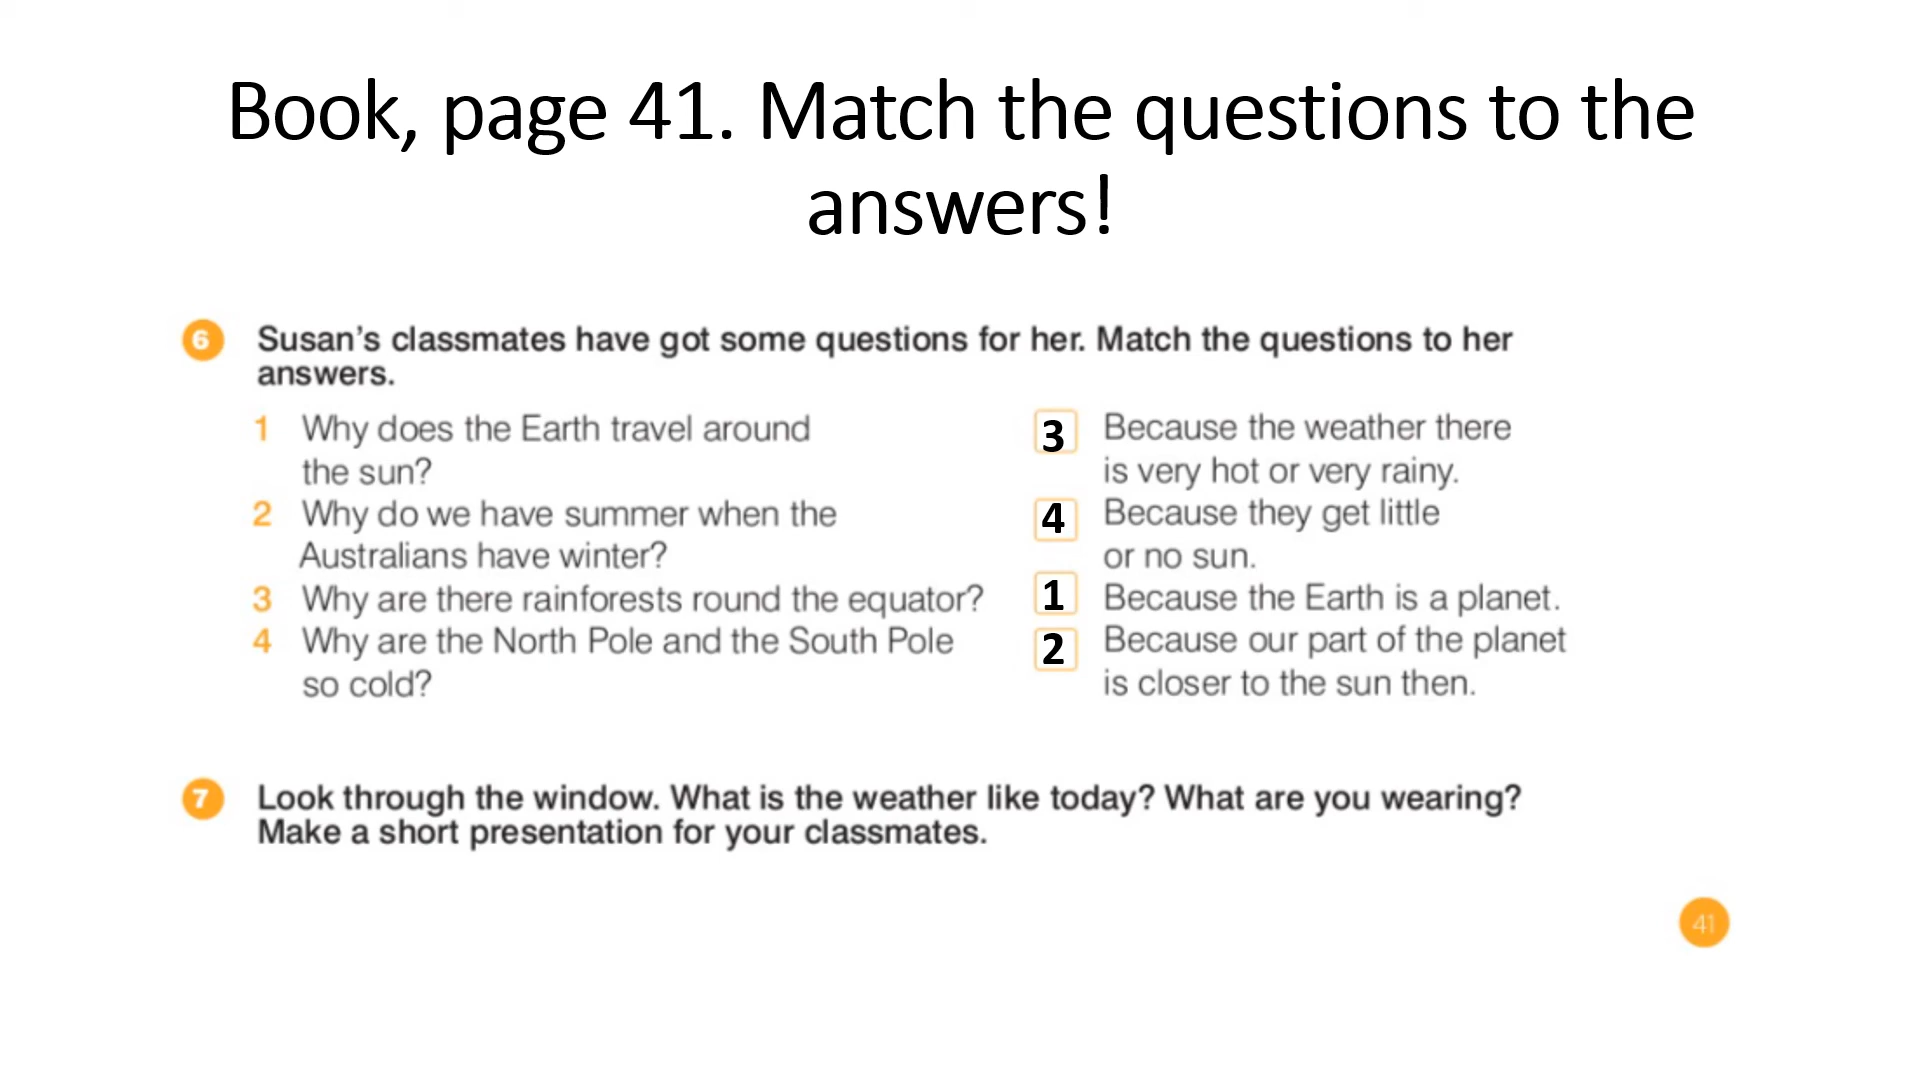 Book, page 41. Match the questions to the
answers!
6 Susan's classmates have got some questions for her. Match the questions to her
answers.
1 Why does the Earth travel around
the sun?
2 Why do we have summer when the
Australians have winter?
3 Why are there rainforests round the equator?
4 Why are the North Pole and the South Pole
so cold?
3 Because the weather there
is very hot or very rainy.
4 Because they get little
or no sun.
1 Because the Earth is a planet.
2 Because our part of the planet
is closer to the sun then.
7 Look through the window. What is the weather like today? What are you wearing?
Make a short presentation for your classmates.
41